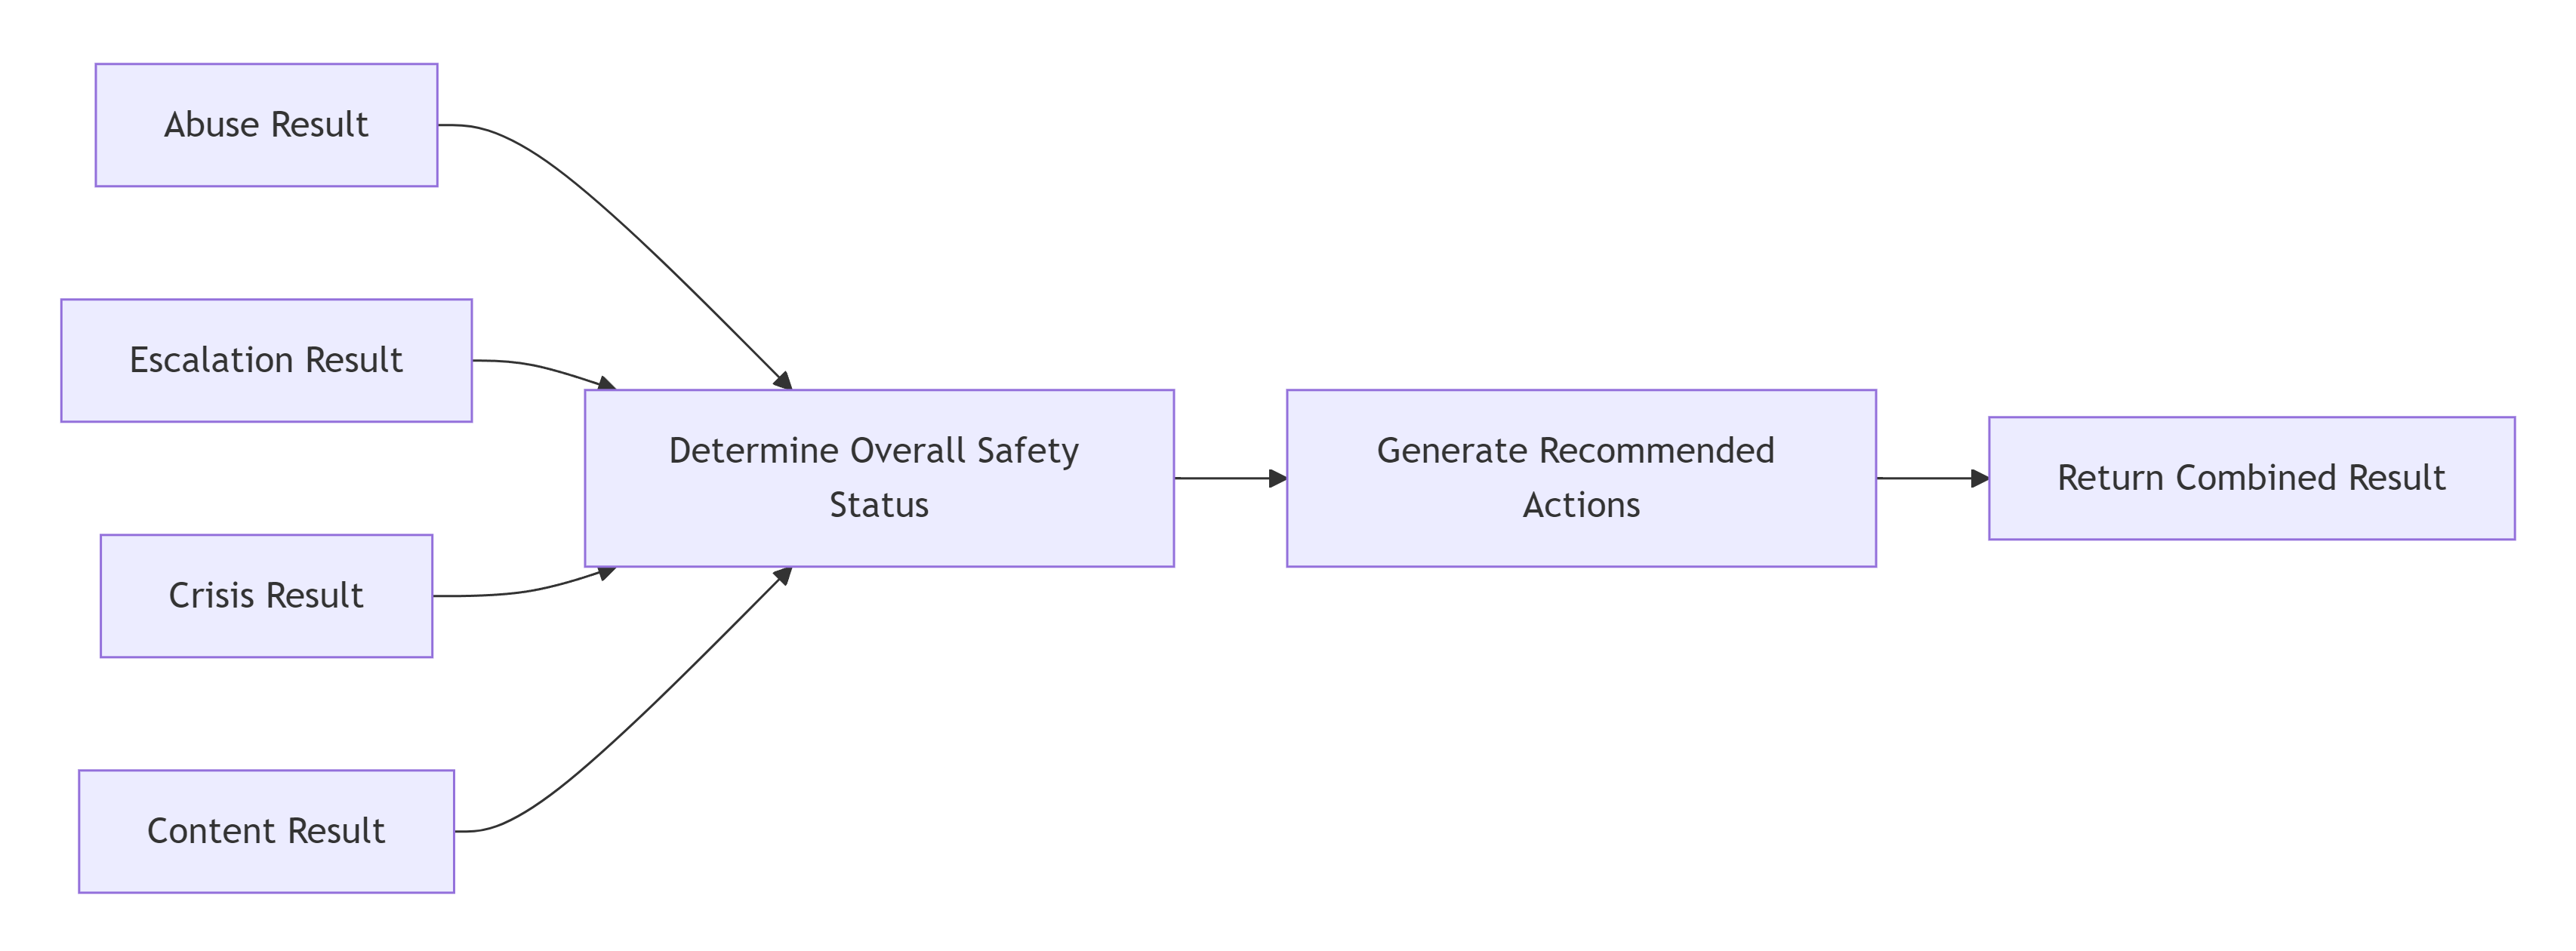 Abuse Result
Escalation Result
Crisis Result
Content Result
Determine Overall Safety
Status
Generate Recommended
Actions
Return Combined Result